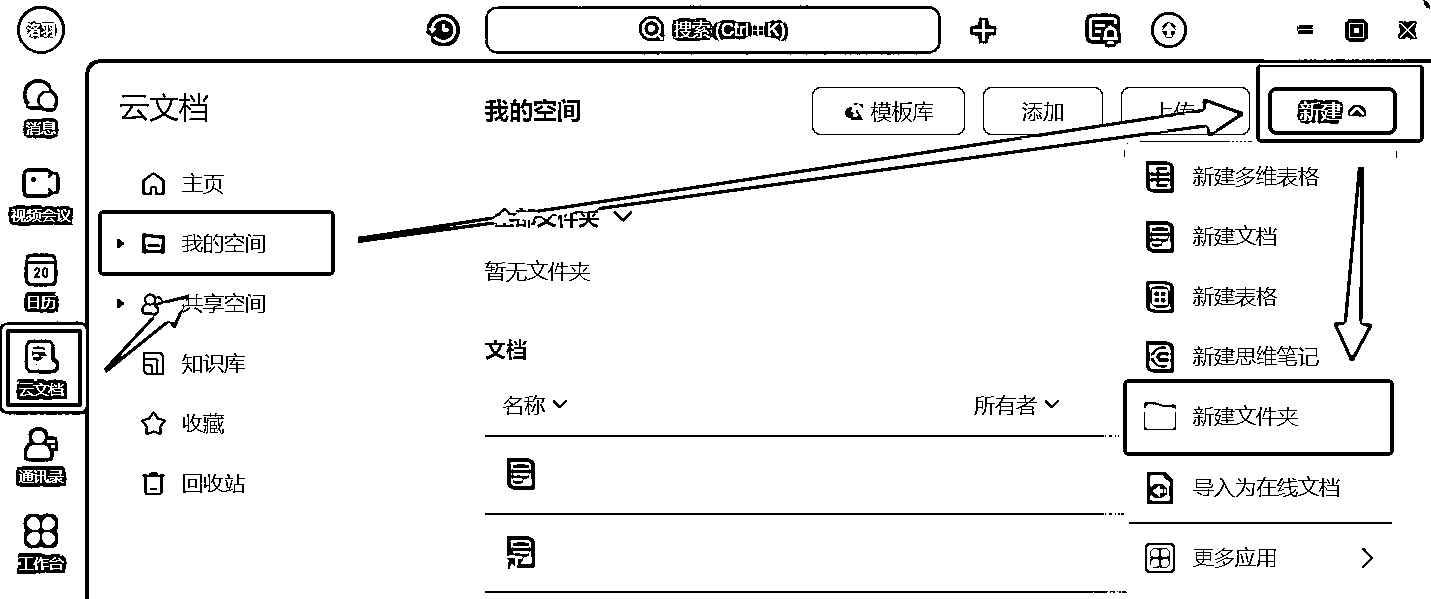 洛羽
搜索 (Ctrl+K)
消息
视频会议
20
日历
云文档
通讯录
工作台
云文档
主页
我的空间
共享空间
知识库
收藏
回收站
我的空间
模板库
添加
上传
新建
全部文件夹
暂无文件夹
文档
名称
所有者
新建多维表格
新建文档
新建表格
新建思维笔记
新建文件夹
导入为在线文档
更多应用